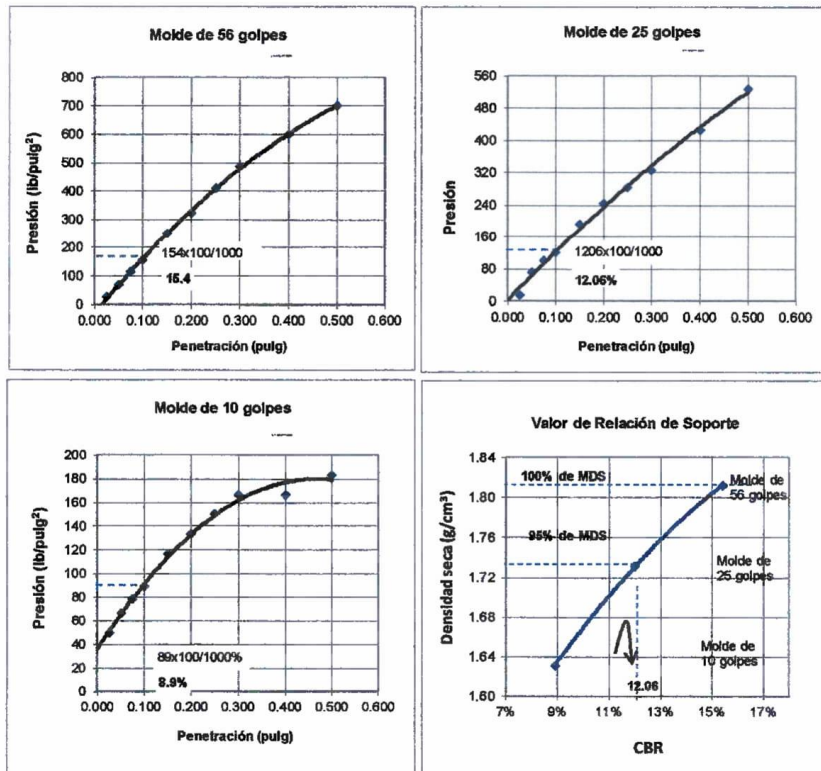 Molde de 56 golpes
800
700
600
500
400
300
200
100
0
Presión (lb/pulg²)
154x100/1000
15.4
0.000 0.100 0.200 0.300 0.400 0.500 0.600
Penetración (pulg)
Molde de 25 golpes
560
480
400
320
240
160
80
0
Presión
1206x100/1000
12.06%
0.000 0.100 0.200 0.300 0.400 0.500 0.600
Penetración (pulg)
Molde de 10 golpes
200
180
160
140
120
100
80
60
40
20
0
Presión (lb/pulg²)
89x100/1000%
8.9%
0.000 0.100 0.200 0.300 0.400 0.500 0.600
Penetración (pulg)
Valor de Relación de Soporte
1.84
1.80
1.76
1.72
1.68
1.64
1.60
Densidad seca (g/cm³)
100% de MDS
Molde de
56 golpes
95% de MDS
Molde de
25 golpes
Molde de
10 golpes
12.06
7% 9% 11% 13% 15% 17%
CBR